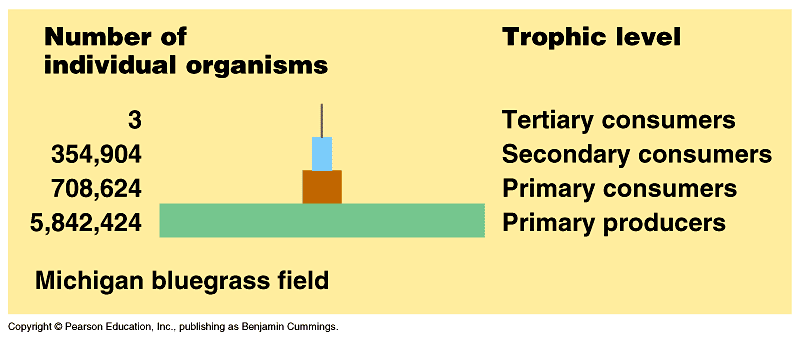 Number of
individual organisms
Trophic level
3 Tertiary consumers
354,904 Secondary consumers
708,624 Primary consumers
5,842,424 Primary producers
Michigan bluegrass field
Copyright © Pearson Education, Inc., publishing as Benjamin Cummings.